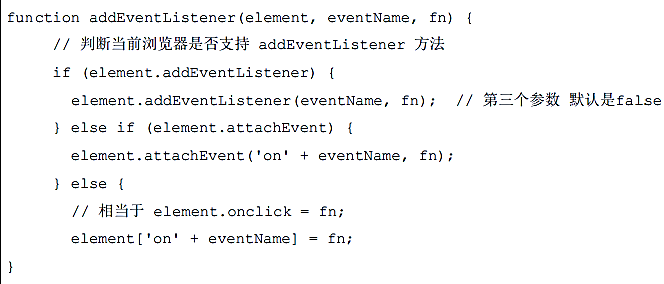 function addEventListener(element, eventName, fn) {
// 判断当前浏览器是否支持 addEventListener 方法
if (element.addEventListener) {
element.addEventListener(eventName, fn);  // 第三个参数 默认是false
} else if (element.attachEvent) {
element.attachEvent('on' + eventName, fn);
} else {
// 相当于 element.onclick = fn;
element['on' + eventName] = fn;
}